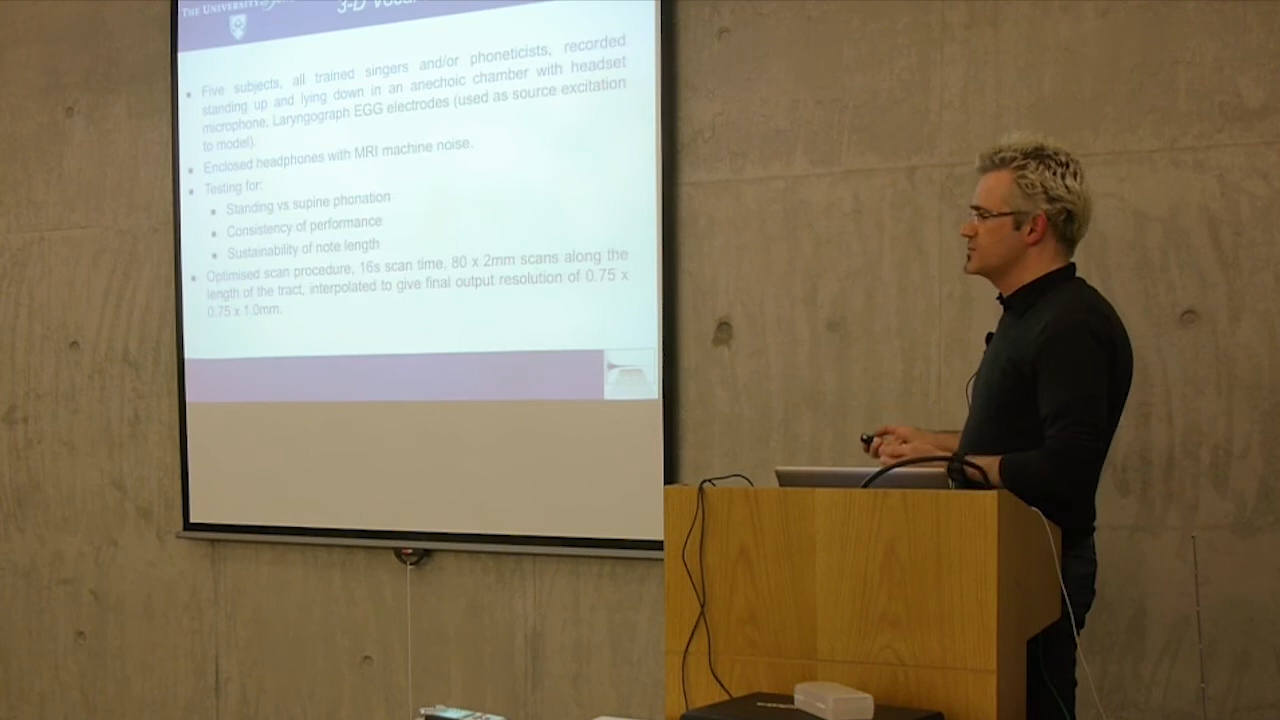 THE UNIVERSITY of
3-D
Five subjects, all trained singers and/or phoneticists, recorded
standing up and lying down in an anechoic chamber with headset
microphone, Laryngograph EGG electrodes (used as source excitation
to model).
Enclosed headphones with MRI machine noise.
Testing for:
Standing vs supine phonation
Consistency of performance
Sustainability of note length
Optimised scan procedure, 16s scan time, 80 x 2mm scans along the
length of the tract, interpolated to give final output resolution of 0.75 x
0.75 x 1.0mm.